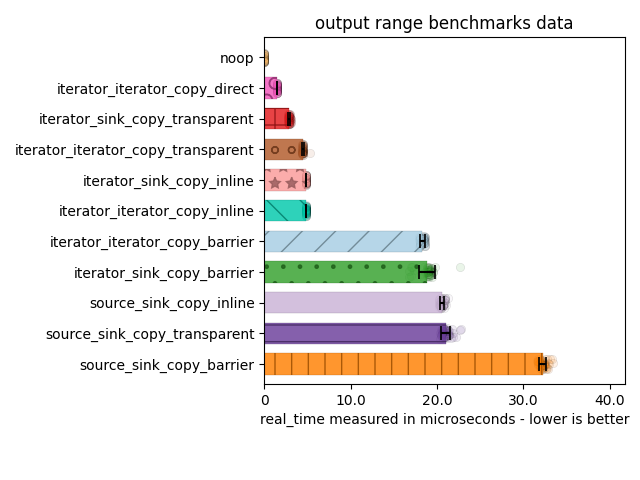 output range benchmarks data
noop
iterator_iterator_copy_direct
iterator_sink_copy_transparent
iterator_iterator_copy_transparent
iterator_sink_copy_inline
iterator_iterator_copy_inline
iterator_iterator_copy_barrier
iterator_sink_copy_barrier
source_sink_copy_inline
source_sink_copy_transparent
source_sink_copy_barrier
0 10.0 20.0 30.0 40.0
real_time measured in microseconds - lower is better